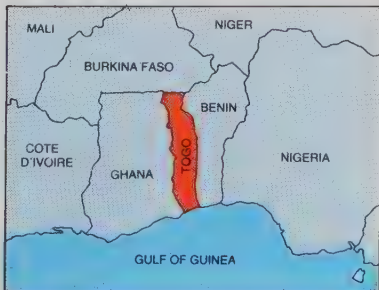 MALI
NIGER
BURKINA FASO
BENIN
COTE
D'IVOIRE
GHANA
TOGO
NIGERIA
GULF OF GUINEA